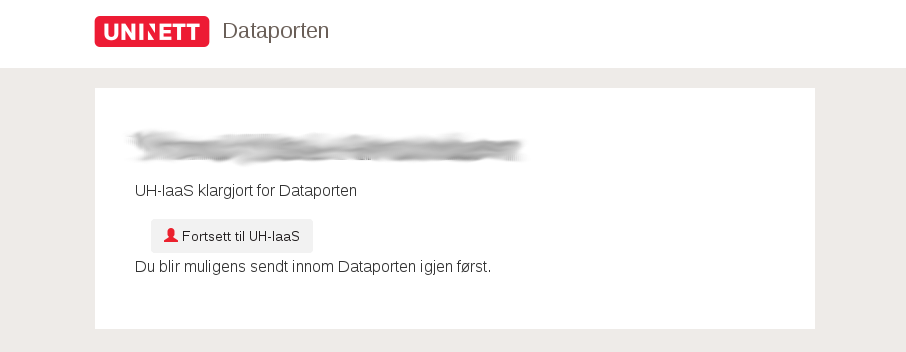 UNINETT Dataporten
UH-IaaS klargjort for Dataporten
Fortsett til UH-IaaS
Du blir muligens sendt innom Dataporten igjen først.